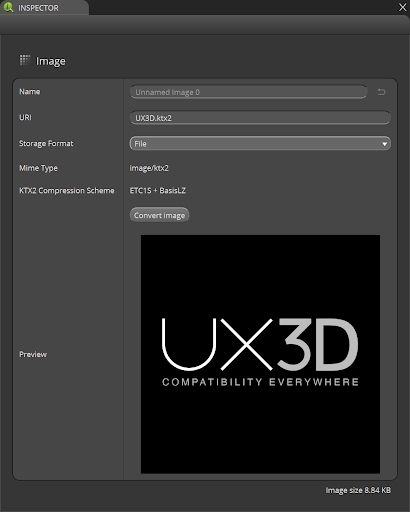 INSPECTOR
Image
Name Unnamed Image 0
URI UX3D.ktx2
Storage Format File
Mime Type image/ktx2
KTX2 Compression Scheme ETC1S + BasisLZ
Convert image
UX3D
COMPATIBILITY EVERYWHERE
Preview
Image size 8.84 KB